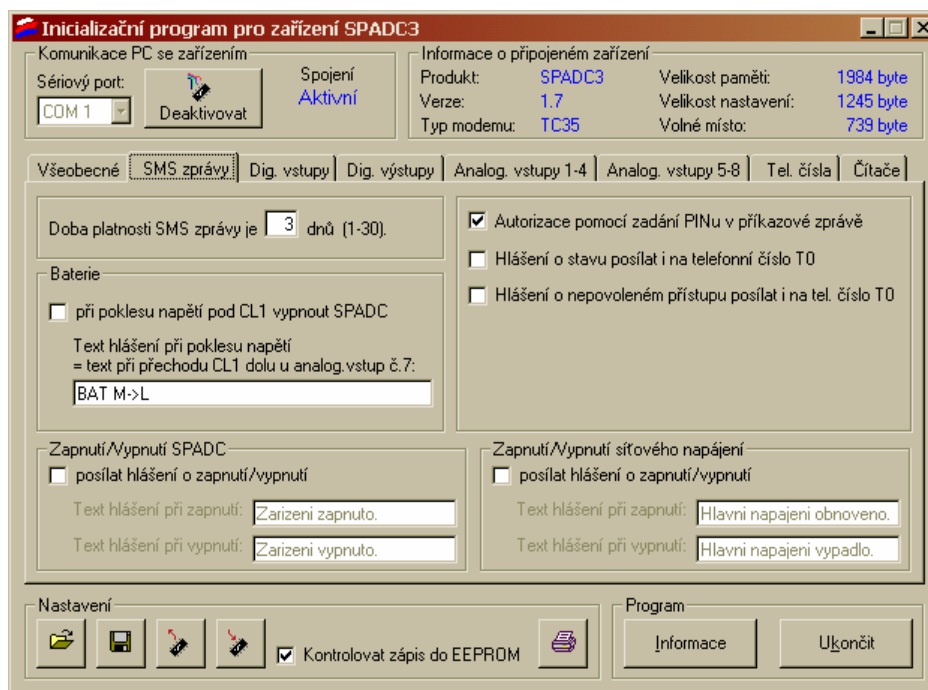 Inicializační program pro zařízení SPADC3
Komunikace PC se zařízením
Sériový port:
COM 1
Deaktivovat
Spojení
Aktivní
Informace o připojeném zařízení
Produkt: SPADC3 Velikost paměti: 1984 byte
Verze: 1.7 Velikost nastavení: 1245 byte
Typ modemu: TC35 Volné místo: 739 byte
Všeobecné SMS zprávy Dig. vstupy Dig. výstupy Analog. vstupy 1-4 Analog. vstupy 5-8 Tel. čísla Čítače
Doba platnosti SMS zprávy je 3 dnů (1-30).
Baterie
při poklesu napětí pod CL1 vypnout SPADC
Text hlášení při poklesu napětí
= text při přechodu CL1 dolu u analog.vstup č.7:
BAT M->L
Autorizace pomocí zadání PINu v příkazové zprávě
Hlášení o stavu posílat i na telefonní číslo T0
Hlášení o nepovoleném přístupu posílat i na tel. číslo T0
Zapnutí/Vypnutí SPADC
posílat hlášení o zapnutí/vypnutí
Text hlášení při zapnutí: Zarizeni zapnuto.
Text hlášení při vypnutí: Zarizeni vypnuto.
Zapnutí/Vypnutí síťového napájení
posílat hlášení o zapnutí/vypnutí
Text hlášení při zapnutí: Hlavni napajeni obnoveno.
Text hlášení při vypnutí: Hlavni napajeni vypadlo.
Nastavení
Kontrolovat zápis do EEPROM
Program
Informace
Ukončit